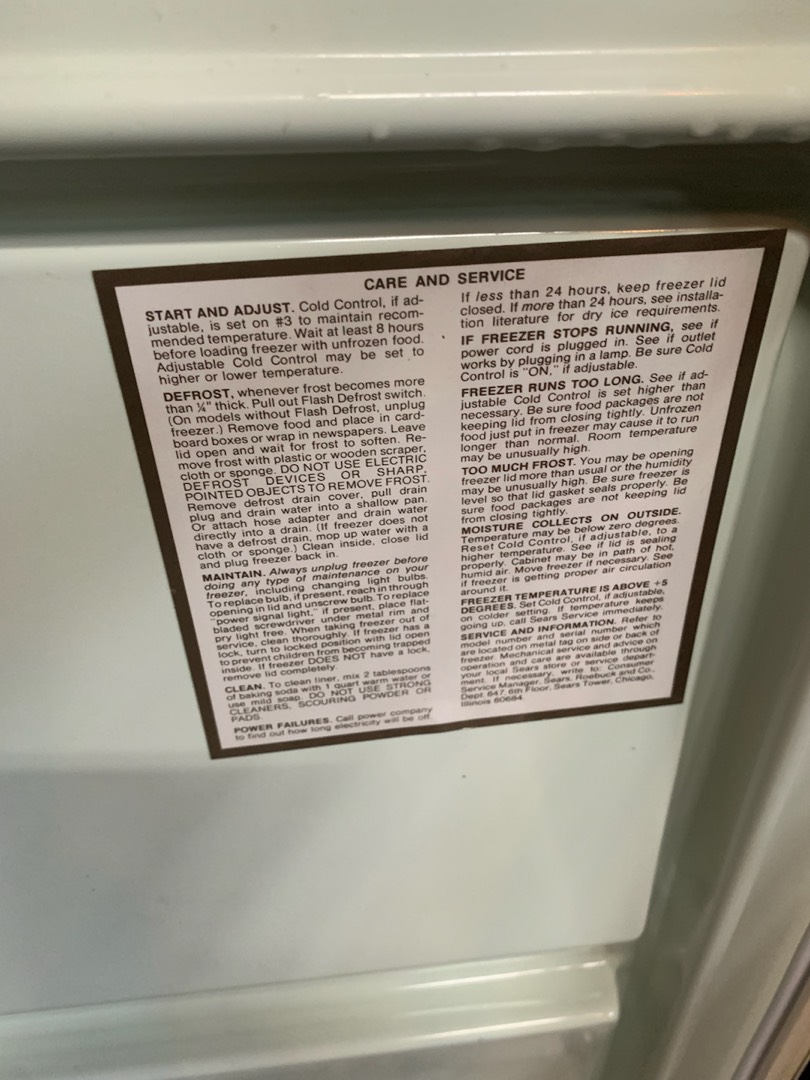 CARE AND SERVICE
START AND ADJUST. Cold Control, if ad-
justable, is set on #3 to maintain recom-
mended temperature. Wait at least 8 hours
before loading freezer with unfrozen food.
Adjustable Cold Control may be set to
higher or lower temperature.
DEFROST, whenever frost becomes more
than ¼" thick. Pull out Flash Defrost switch.
(On models without Flash Defrost, unplug
freezer.) Remove food and place in card-
board boxes or wrap in newspapers. Leave
lid open and wait for frost to soften. Re-
move frost with plastic or wooden scraper,
cloth or sponge. DO NOT USE ELECTRIC
DEFROST DEVICES OR SHARP,
POINTED OBJECTS TO REMOVE FROST.
Remove defrost drain cover, pull drain
plug and drain water into a shallow pan.
Or attach hose adapter and drain water
directly into a drain. (If freezer does not
have a defrost drain, mop up water with a
cloth or sponge.) Clean inside, close lid
and plug freezer back in.
MAINTAIN. Always unplug freezer before
doing any type of maintenance on your
freezer, including changing light bulbs.
To replace bulb, if present, reach in through
opening in lid and unscrew bulb. To replace
"power signal light," if present, place flat-
bladed screwdriver under metal rim and
pry light free. When taking freezer out of
service, clean thoroughly. If freezer has a
lock, turn to locked position with lid open
to prevent children from becoming trapped
inside. If freezer DOES NOT have a lock,
remove lid completely.
CLEAN. To clean liner, mix 2 tablespoons
of baking soda with 1 quart warm water or
use mild soap. DO NOT USE STRONG
CLEANERS, SCOURING POWDER OR
PADS.
POWER FAILURES. Call power company
to find out how long electricity will be off.
If less than 24 hours, keep freezer lid
closed. If more than 24 hours, see installa-
tion literature for dry ice requirements.
IF FREEZER STOPS RUNNING, see if
power cord is plugged in. See if outlet
works by plugging in a lamp. Be sure Cold
Control is "ON," if adjustable.
FREEZER RUNS TOO LONG. See if ad-
justable Cold Control is set higher than
necessary. Be sure food packages are not
keeping lid from closing tightly. Unfrozen
food just put in freezer may cause it to run
longer than normal. Room temperature
may be unusually high.
TOO MUCH FROST. You may be opening
freezer lid more than usual or the humidity
may be unusually high. Be sure freezer is
level so that lid gasket seals properly. Be
sure food packages are not keeping lid
from closing tightly.
MOISTURE COLLECTS ON OUTSIDE.
Temperature may be below zero degrees.
Reset Cold Control, if adjustable, to a
higher temperature. See if lid is sealing
properly. Cabinet may be in path of hot,
humid air. Move freezer if necessary. See
if freezer is getting proper air circulation
around it.
FREEZER TEMPERATURE IS ABOVE +5
DEGREES. Set Cold Control, if adjustable,
on colder setting. If temperature keeps
going up, call Sears Service immediately.
SERVICE AND INFORMATION. Refer to
model number and serial number which
are located on metal tag on side or back of
freezer. Mechanical service and advice on
operation and care are available through
your local Sears store or service depart-
ment. If necessary, write to: Consumer
Service Manager, Sears, Roebuck and Co.,
Dept. 647, 6th Floor, Sears Tower, Chicago,
Illinois 60684.